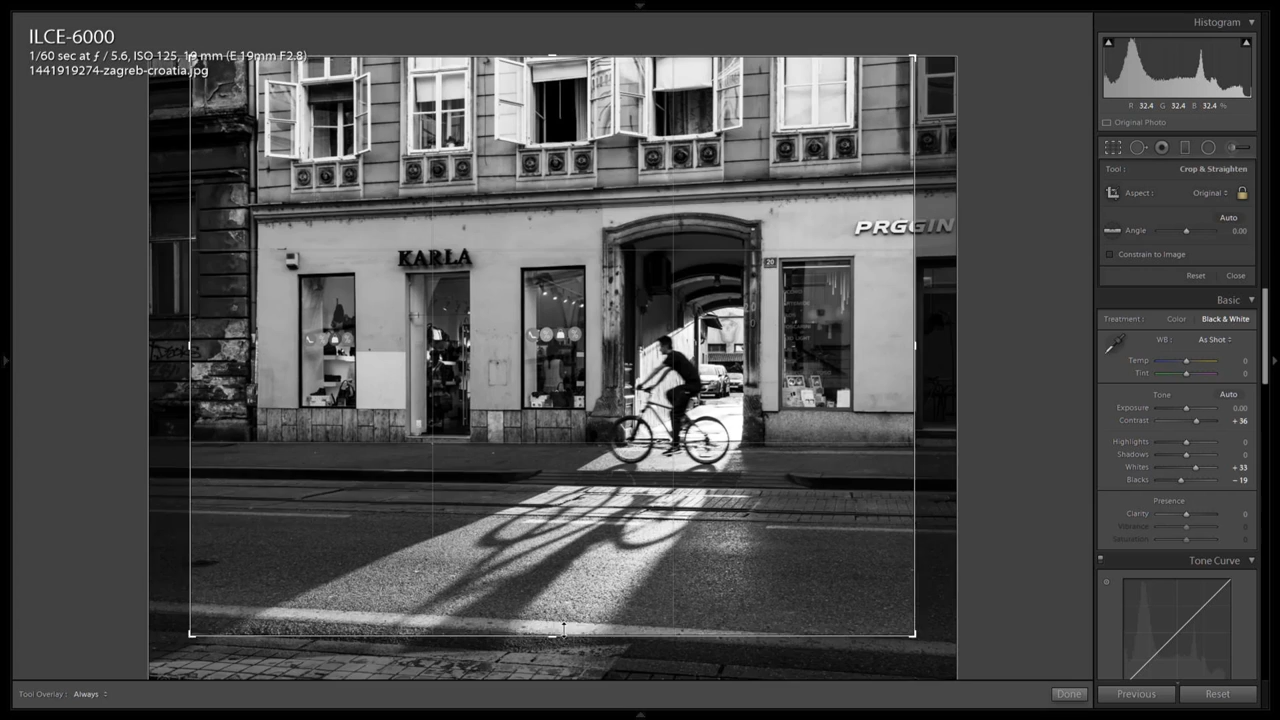 ILCE-6000
1/60 sec at ƒ / 5.6, ISO 125, 19 mm (E 19mm F2.8)
1441919274-zagreb-croatia.jpg
KARLA
PRGGIN
20
Histogram
R 32.4 G 32.4 B 32.4 %
Original Photo
Tool : Crop & Straighten
Aspect : Original
Auto
Angle 0.00
Constrain to Image
Reset Close
Basic
Treatment : Color Black & White
WB : As Shot
Temp 0
Tint 0
Tone Auto
Exposure 0.00
Contrast + 36
Highlights 0
Shadows 0
Whites + 33
Blacks − 19
Presence
Clarity 0
Vibrance 0
Saturation 0
Tone Curve
Tool Overlay : Always
Done
Previous Reset